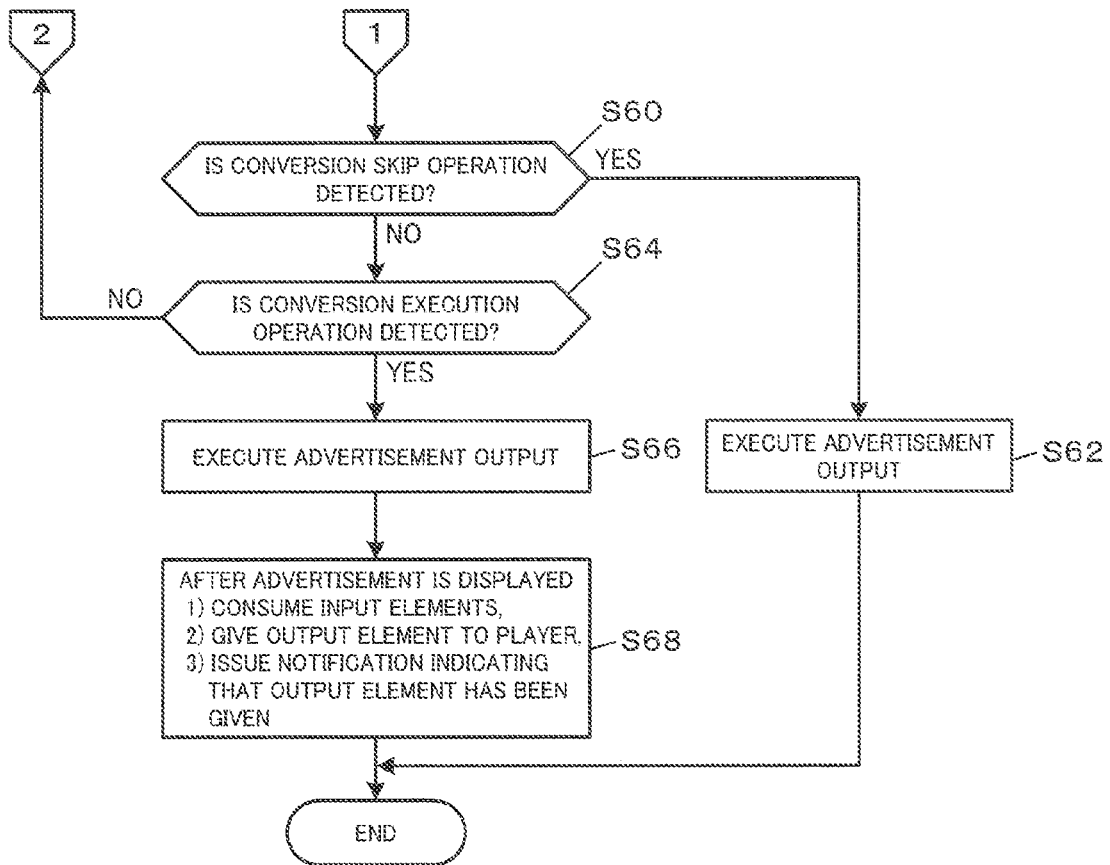 2
1
S60
IS CONVERSION SKIP OPERATION
DETECTED?
YES
NO
S64
NO
IS CONVERSION EXECUTION
OPERATION DETECTED?
YES
EXECUTE ADVERTISEMENT OUTPUT
S66
EXECUTE ADVERTISEMENT
OUTPUT
S62
AFTER ADVERTISEMENT IS DISPLAYED
1) CONSUME INPUT ELEMENTS,
2) GIVE OUTPUT ELEMENT TO PLAYER,
3) ISSUE NOTIFICATION INDICATING
THAT OUTPUT ELEMENT HAS BEEN
GIVEN
S68
END